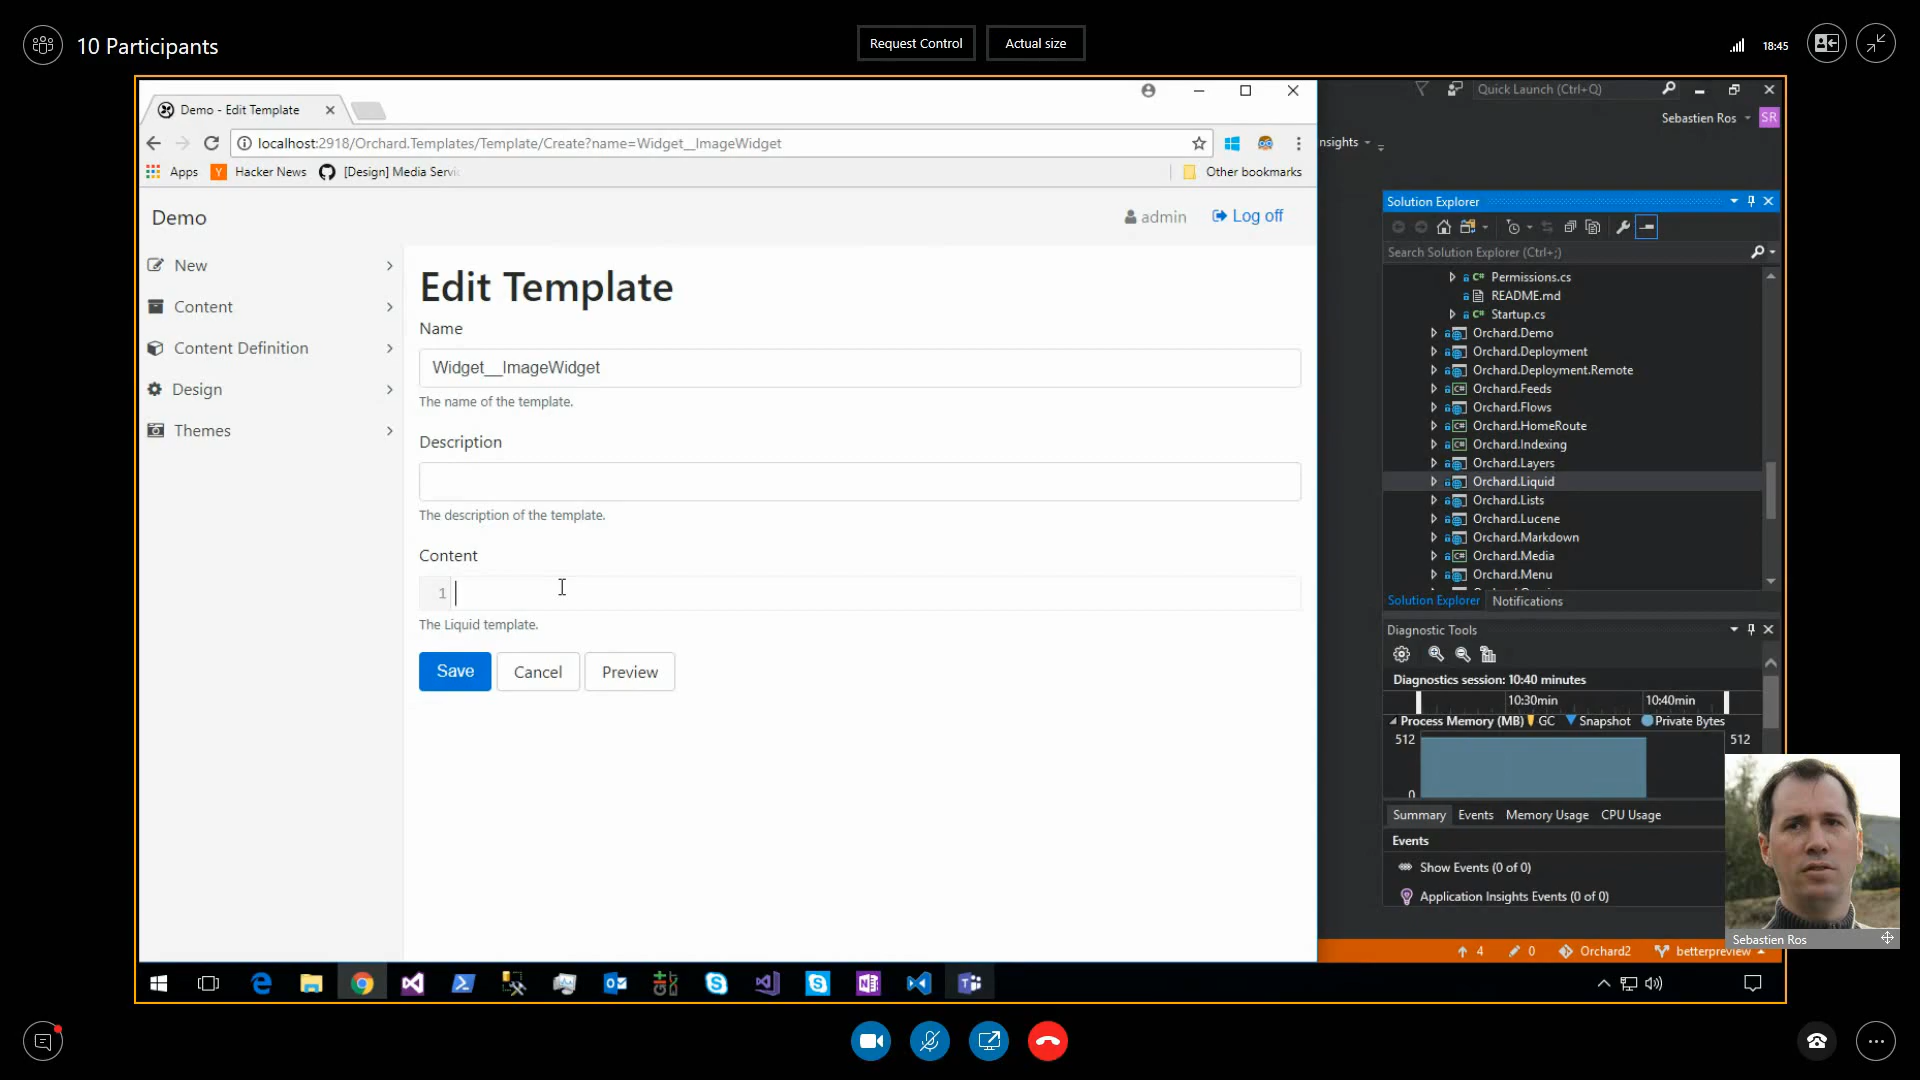 10 Participants
Request Control
Actual size
18:45
Demo - Edit Template
Quick Launch (Ctrl+Q)
Sebastien Ros
SR
localhost:2918/Orchard.Templates/Template/Create?name=Widget__ImageWidget
nsights
Apps
Hacker News
[Design] Media Servic
Other bookmarks
Demo
admin
Log off
New
Content
Content Definition
Design
Themes
Edit Template
Name
Widget__ImageWidget
The name of the template.
Description
The description of the template.
Content
1
The Liquid template.
Save
Cancel
Preview
Solution Explorer
Search Solution Explorer (Ctrl+;)
Permissions.cs
README.md
Startup.cs
Orchard.Demo
Orchard.Deployment
Orchard.Deployment.Remote
Orchard.Feeds
Orchard.Flows
Orchard.HomeRoute
Orchard.Indexing
Orchard.Layers
Orchard.Liquid
Orchard.Lists
Orchard.Lucene
Orchard.Markdown
Orchard.Media
Orchard.Menu
Solution Explorer
Notifications
Diagnostic Tools
Diagnostics session: 10:40 minutes
10:30min
10:40min
Process Memory (MB)
GC
Snapshot
Private Bytes
512
512
0
Summary
Events
Memory Usage
CPU Usage
Events
Show Events (0 of 0)
Application Insights Events (0 of 0)
Sebastien Ros
4
0
Orchard2
betterpreview